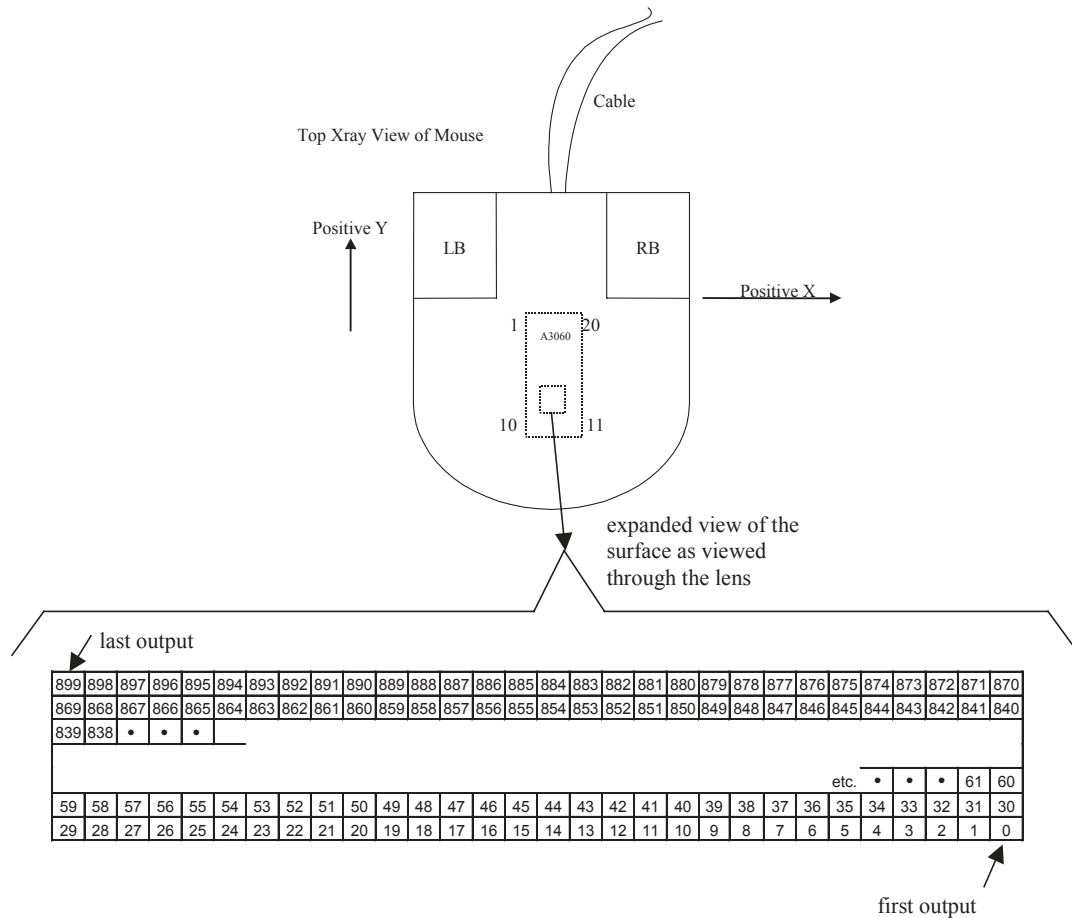 Cable
Top Xray View of Mouse
Positive Y
LB
RB
Positive X
1
A3060
20
10
11
expanded view of the
surface as viewed
through the lens
last output
899 898 897 896 895 894 893 892 891 890 889 888 887 886 885 884 883 882 881 880 879 878 877 876 875 874 873 872 871 870
869 868 867 866 865 864 863 862 861 860 859 858 857 856 855 854 853 852 851 850 849 848 847 846 845 844 843 842 841 840
839 838 • • •
etc. • • • 61 60
59 58 57 56 55 54 53 52 51 50 49 48 47 46 45 44 43 42 41 40 39 38 37 36 35 34 33 32 31 30
29 28 27 26 25 24 23 22 21 20 19 18 17 16 15 14 13 12 11 10 9 8 7 6 5 4 3 2 1 0
first output